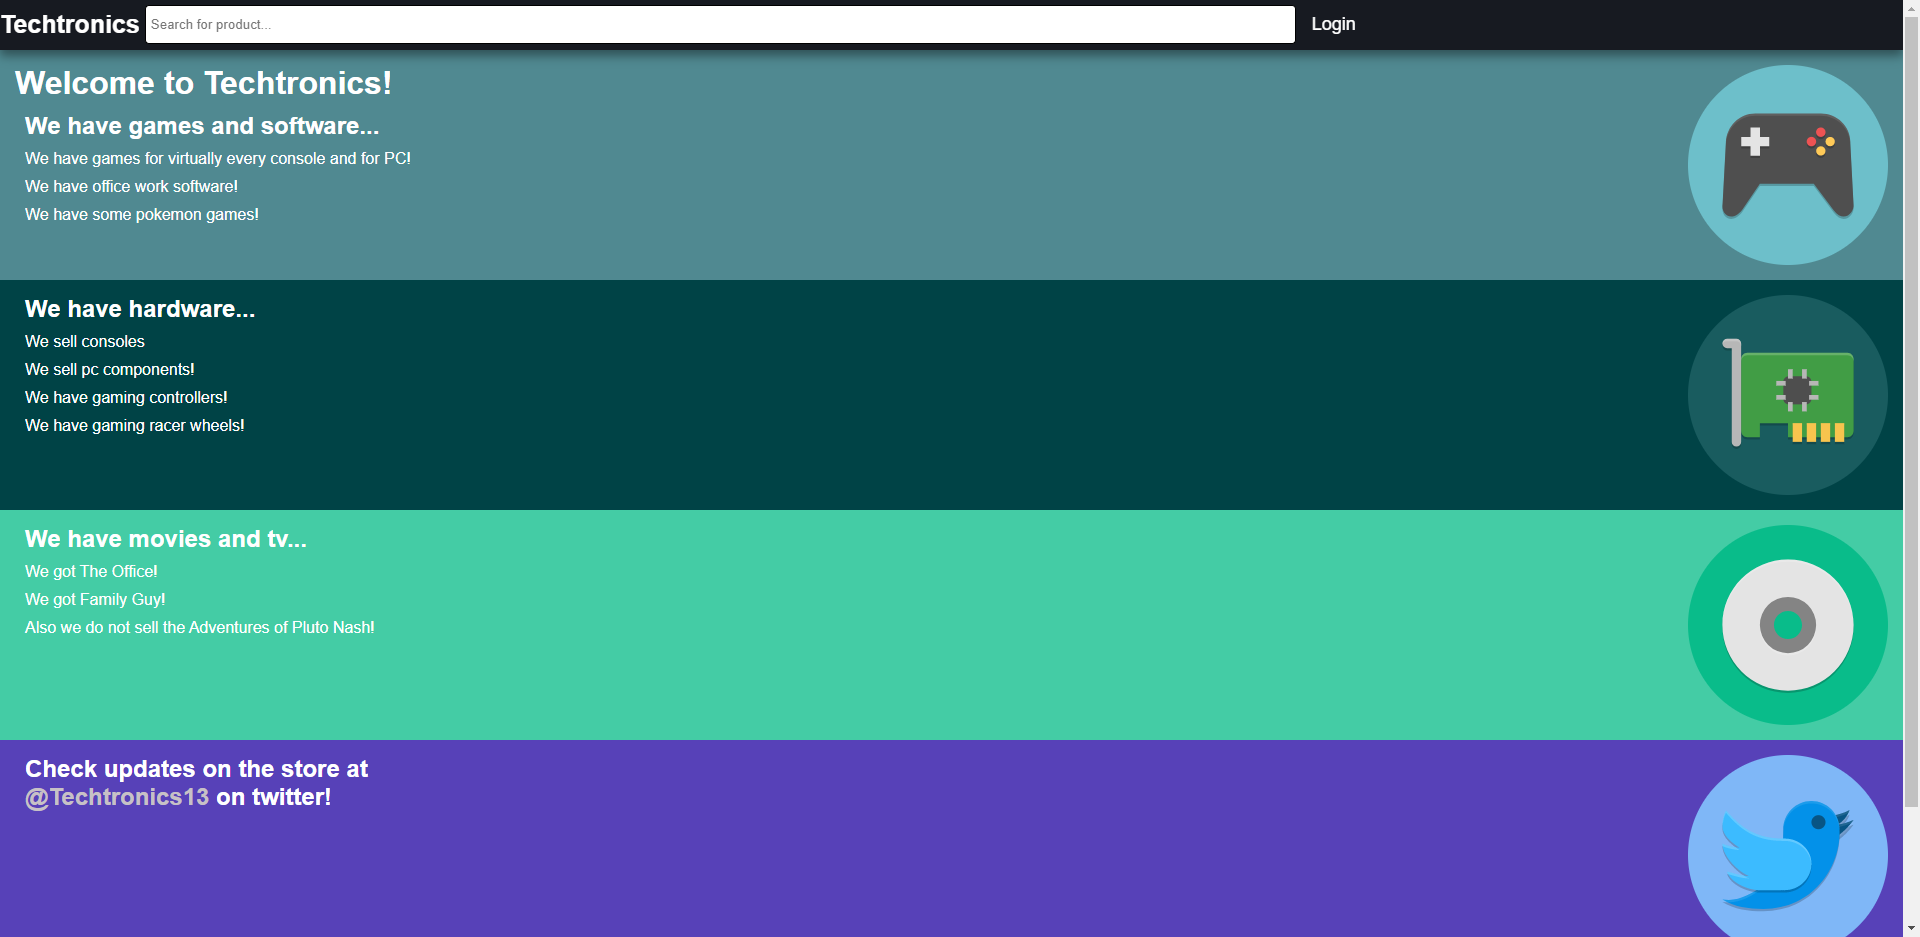 Techtronics Search for product... Login
Welcome to Techtronics!
We have games and software...
We have games for virtually every console and for PC!
We have office work software!
We have some pokemon games!
We have hardware...
We sell consoles
We sell pc components!
We have gaming controllers!
We have gaming racer wheels!
We have movies and tv...
We got The Office!
We got Family Guy!
Also we do not sell the Adventures of Pluto Nash!
Check updates on the store at
@Techtronics13 on twitter!